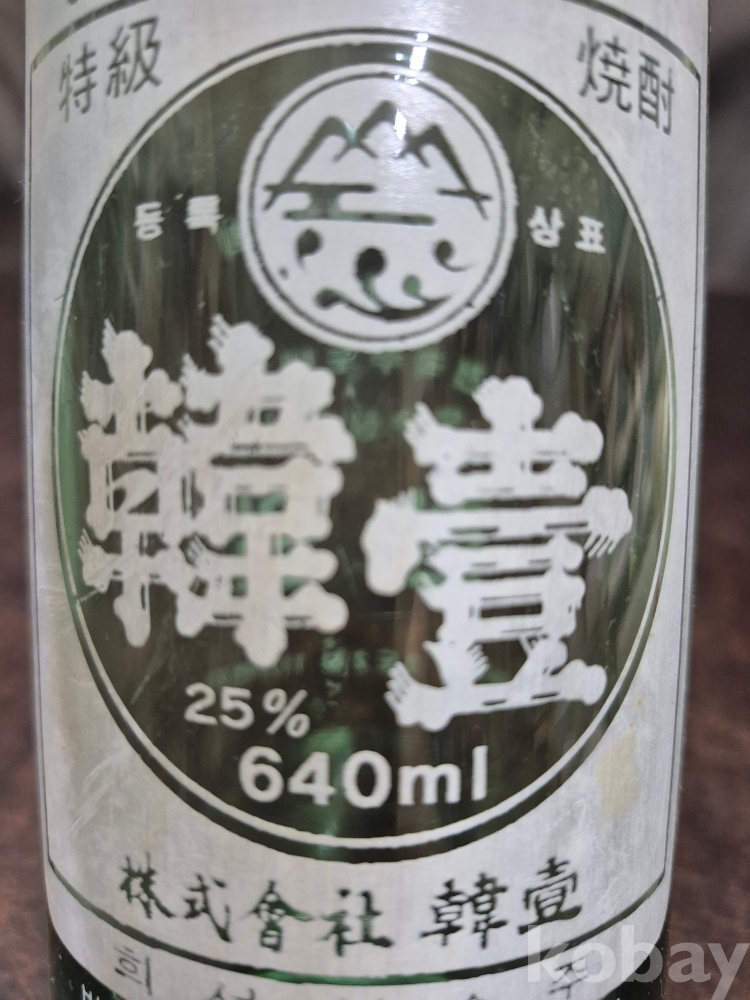 特級 焼酎
등록 상표
韓壹
25%
640ml
株式會社 韓壹
kobay